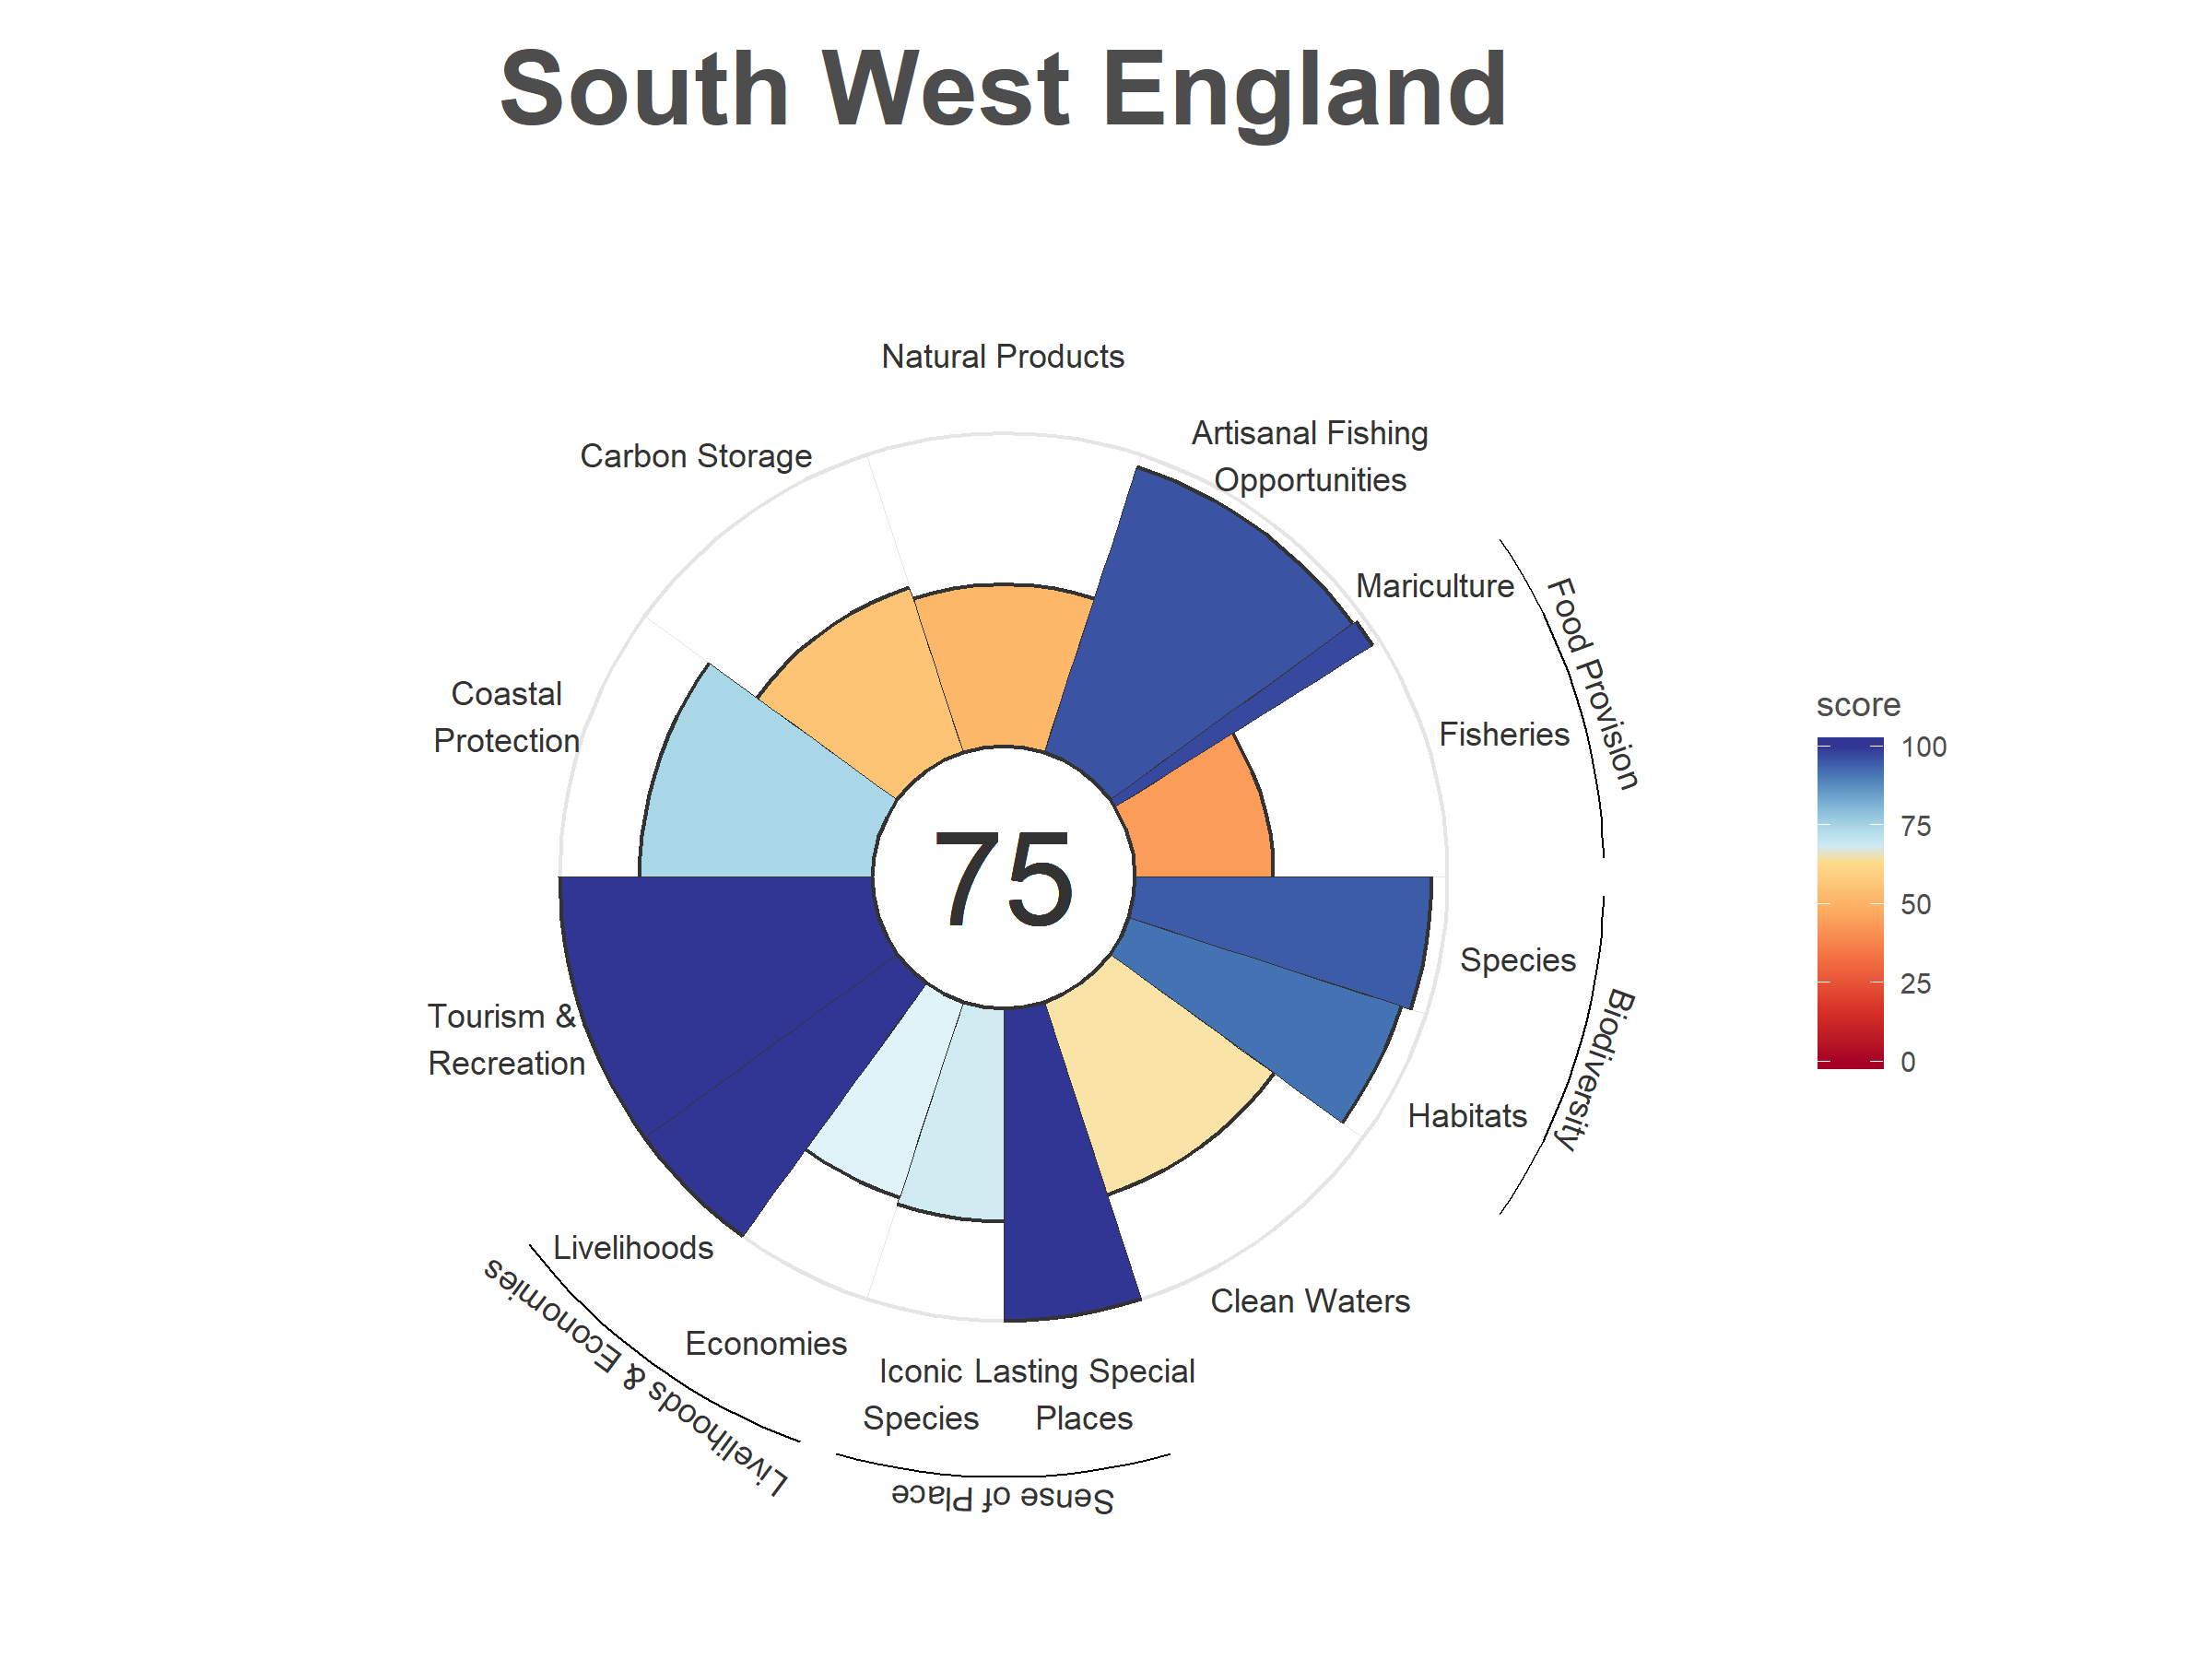 South West England
Natural Products
Artisanal Fishing
Opportunities
Carbon Storage
Mariculture
Food Provision
Fisheries
Coastal
Protection
score
100
75
50
25
0
75
Species
Biodiversity
Habitats
Tourism &
Recreation
Livelihoods
Clean Waters
Economies
Livelihoods & Economies
Iconic
Species
Lasting Special
Places
Sense of Place